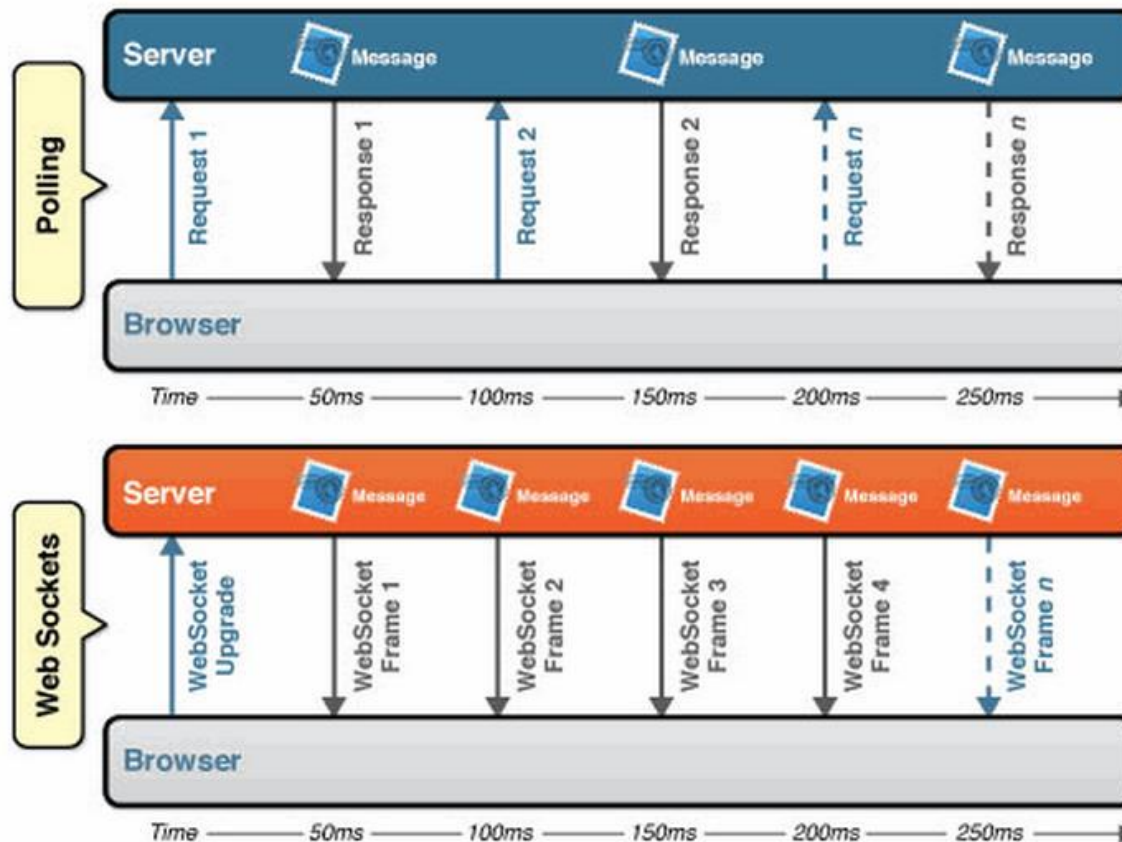 Polling
Server
Message
Message
Message
Request 1
Response 1
Request 2
Response 2
Request n
Response n
Browser
Time 50ms 100ms 150ms 200ms 250ms
Web Sockets
Server
Message
Message
Message
Message
Message
WebSocket
Upgrade
WebSocket
Frame 1
WebSocket
Frame 2
WebSocket
Frame 3
WebSocket
Frame 4
WebSocket
Frame n
Browser
Time 50ms 100ms 150ms 200ms 250ms